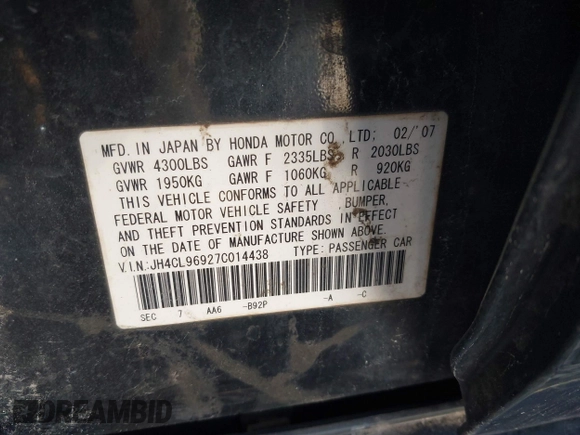 MFD. IN JAPAN BY HONDA MOTOR CO.,LTD: 02/'07
GVWR 4300LBS GAWR F 2335LBS R 2030LBS
GVWR 1950KG GAWR F 1060KG R 920KG
THIS VEHICLE CONFORMS TO ALL APPLICABLE
FEDERAL MOTOR VEHICLE SAFETY ,BUMPER,
AND THEFT PREVENTION STANDARDS IN EFFECT
ON THE DATE OF MANUFACTURE SHOWN ABOVE.
V.I.N:JH4CL96927C014438 TYPE: PASSENGER CAR
SEC 7 AA6 -B92P -A -C
DREAMBID